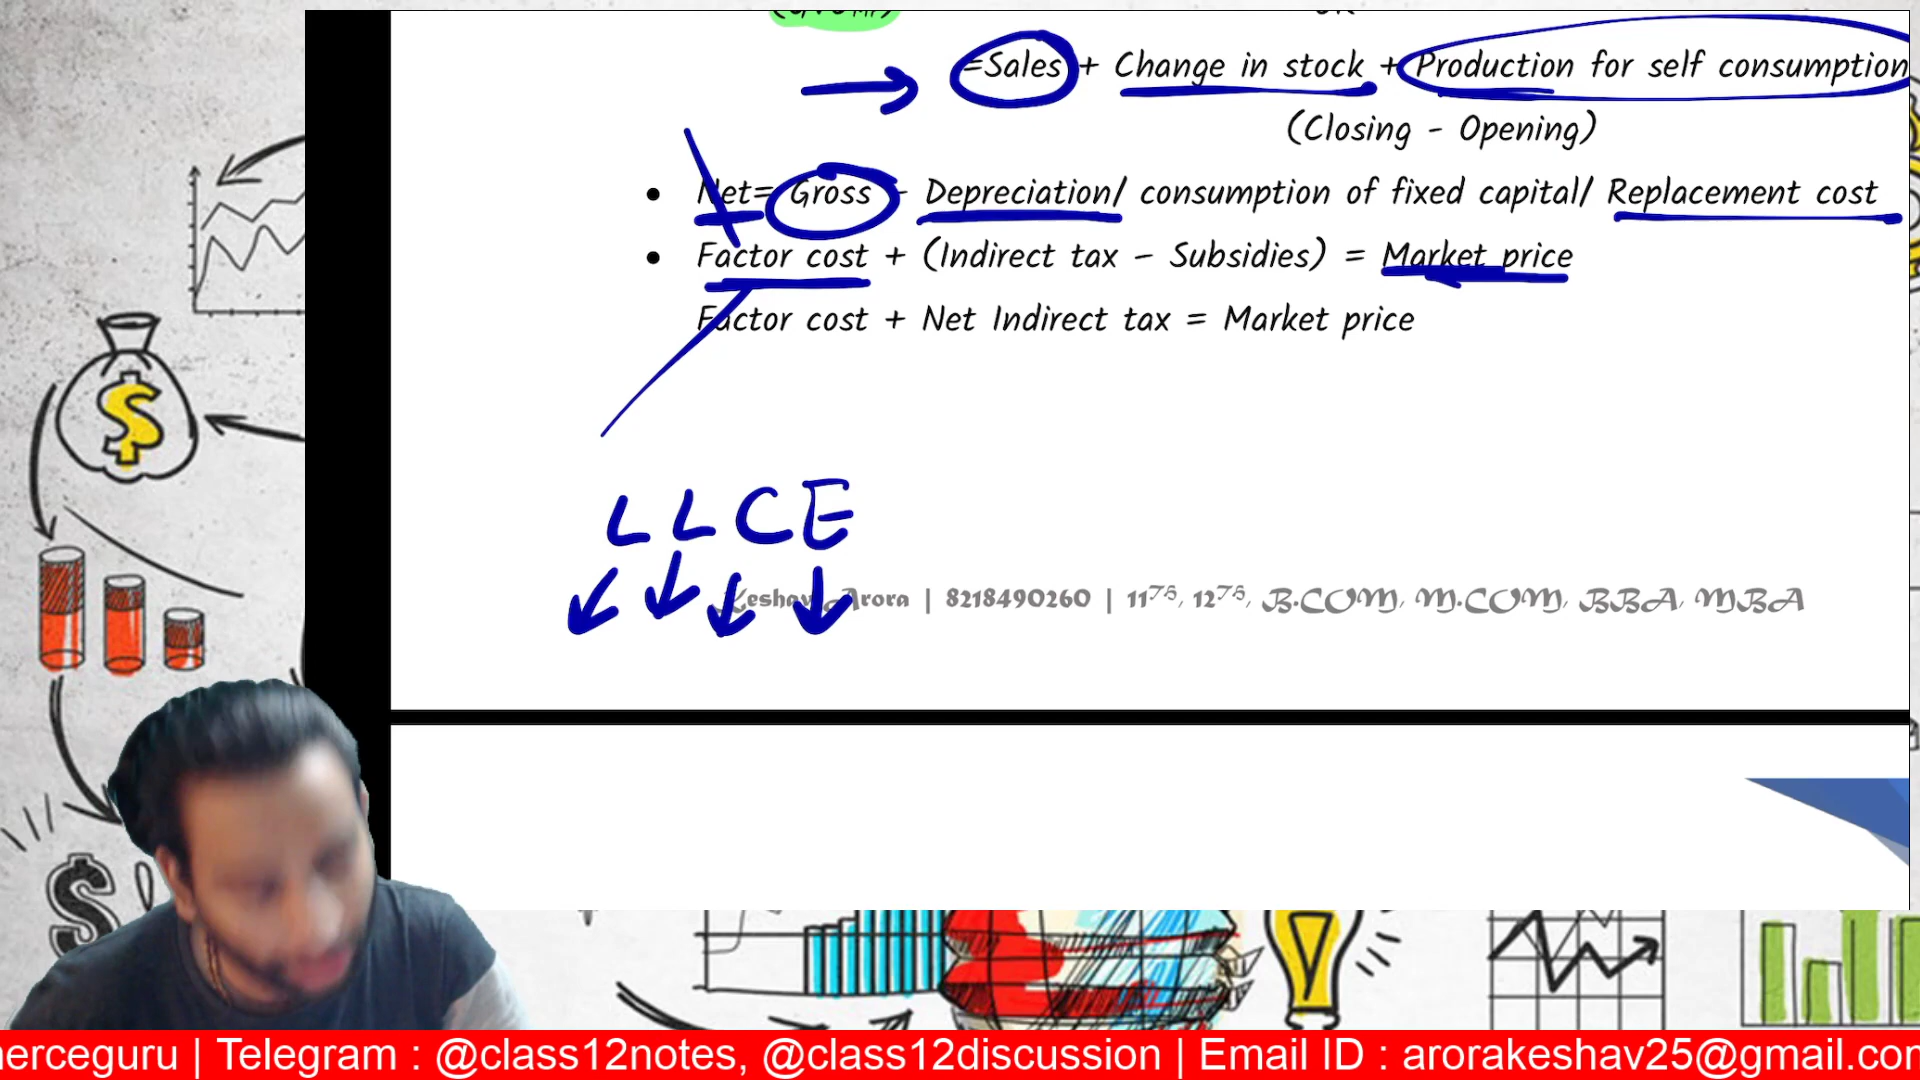 =Sales + Change in stock + Production for self consumption
(Closing - Opening)
• Net= Gross - Depreciation/ consumption of fixed capital/ Replacement cost
• Factor cost + (Indirect tax – Subsidies) = Market price
Factor cost + Net Indirect tax = Market price
L L C E
Keshav Arora | 8218490260 | 11TH, 12TH, B.COM, M.COM, BBA, MBA
nerceguru | Telegram : @class12notes, @class12discussion | Email ID : arorakeshav25@gmail.com